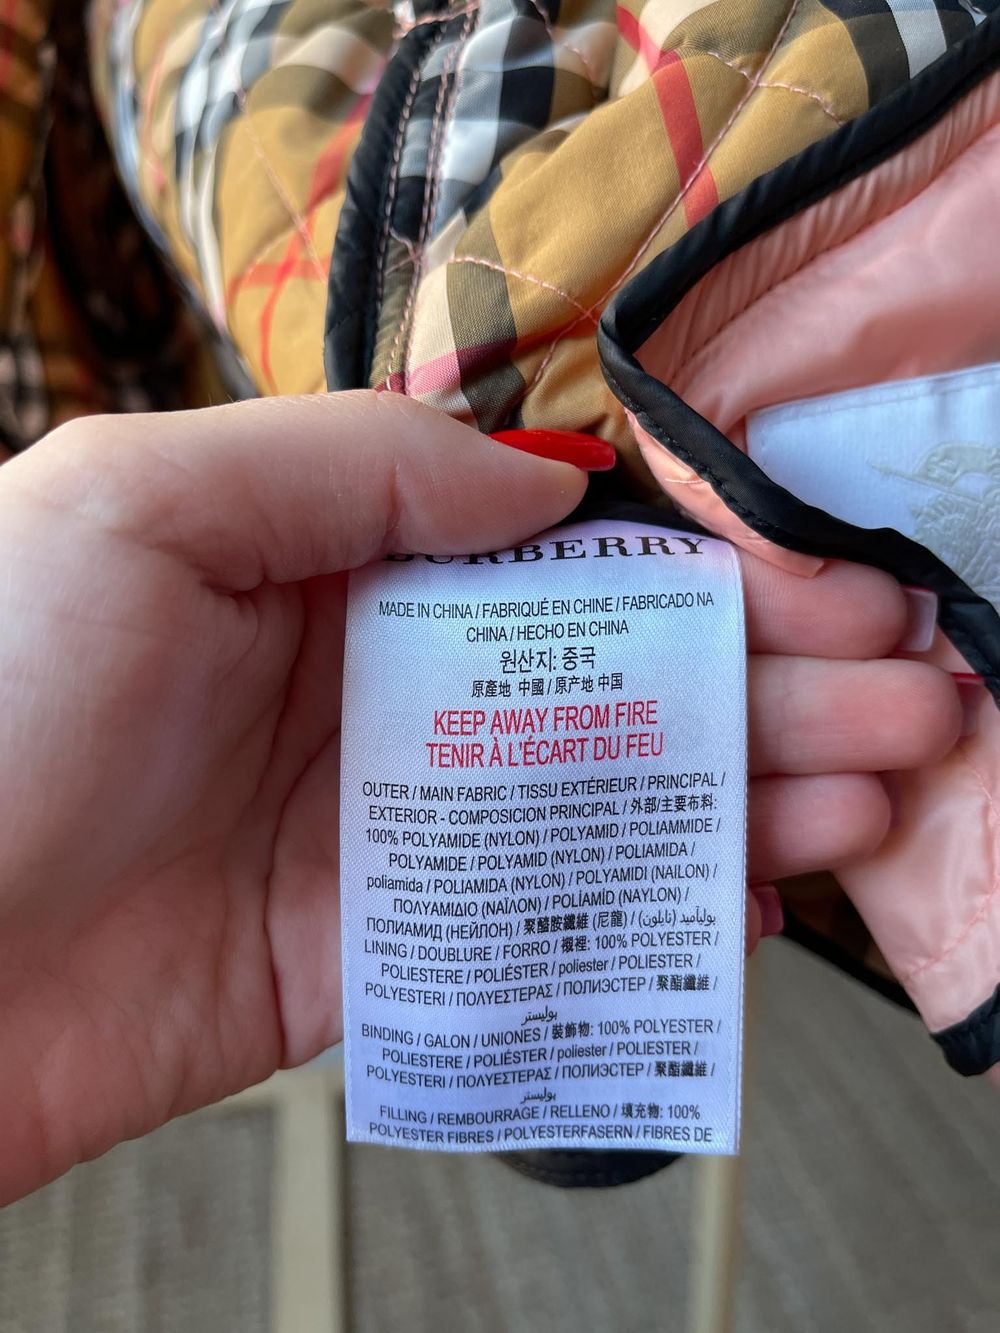 BURBERRY
MADE IN CHINA / FABRIQUÉ EN CHINE / FABRICADO NA
CHINA / HECHO EN CHINA
원산지: 중국
原產地 中國 / 原产地 中国
KEEP AWAY FROM FIRE
TENIR À L'ÉCART DU FEU
OUTER / MAIN FABRIC / TISSU EXTÉRIEUR / PRINCIPAL /
EXTERIOR - COMPOSICION PRINCIPAL / 外部/主要布料:
100% POLYAMIDE (NYLON) / POLYAMID / POLIAMMIDE /
POLYAMIDE / POLYAMID (NYLON) / POLIAMIDA /
poliamida / POLIAMIDA (NYLON) / POLYAMIDI (NAILON) /
ΠΟΛΥΑΜΙΔΙΟ (ΝΑΪΛΟΝ) / POLİAMİD (NAYLON) /
ПОЛИАМИД (НЕЙЛОН) / 聚醯胺纖維 (尼龍) / بولياميد (نايلون)
LINING / DOUBLURE / FORRO / 襯裡: 100% POLYESTER /
POLIESTERE / POLIÉSTER / poliester / POLIESTER /
POLYESTERI / ΠΟΛΥΕΣΤΕΡΑΣ / ПОЛИЭСТЕР / 聚酯纖維 /
بوليستر
BINDING / GALON / UNIONES / 裝飾物: 100% POLYESTER /
POLIESTERE / POLIÉSTER / poliester / POLIESTER /
POLYESTERI / ΠΟΛΥΕΣΤΕΡΑΣ / ПОЛИЭСТЕР / 聚酯纖維 /
بوليستر
FILLING / REMBOURRAGE / RELLENO / 填充物: 100%
POLYESTER FIBRES / POLYESTERFASERN / FIBRES DE